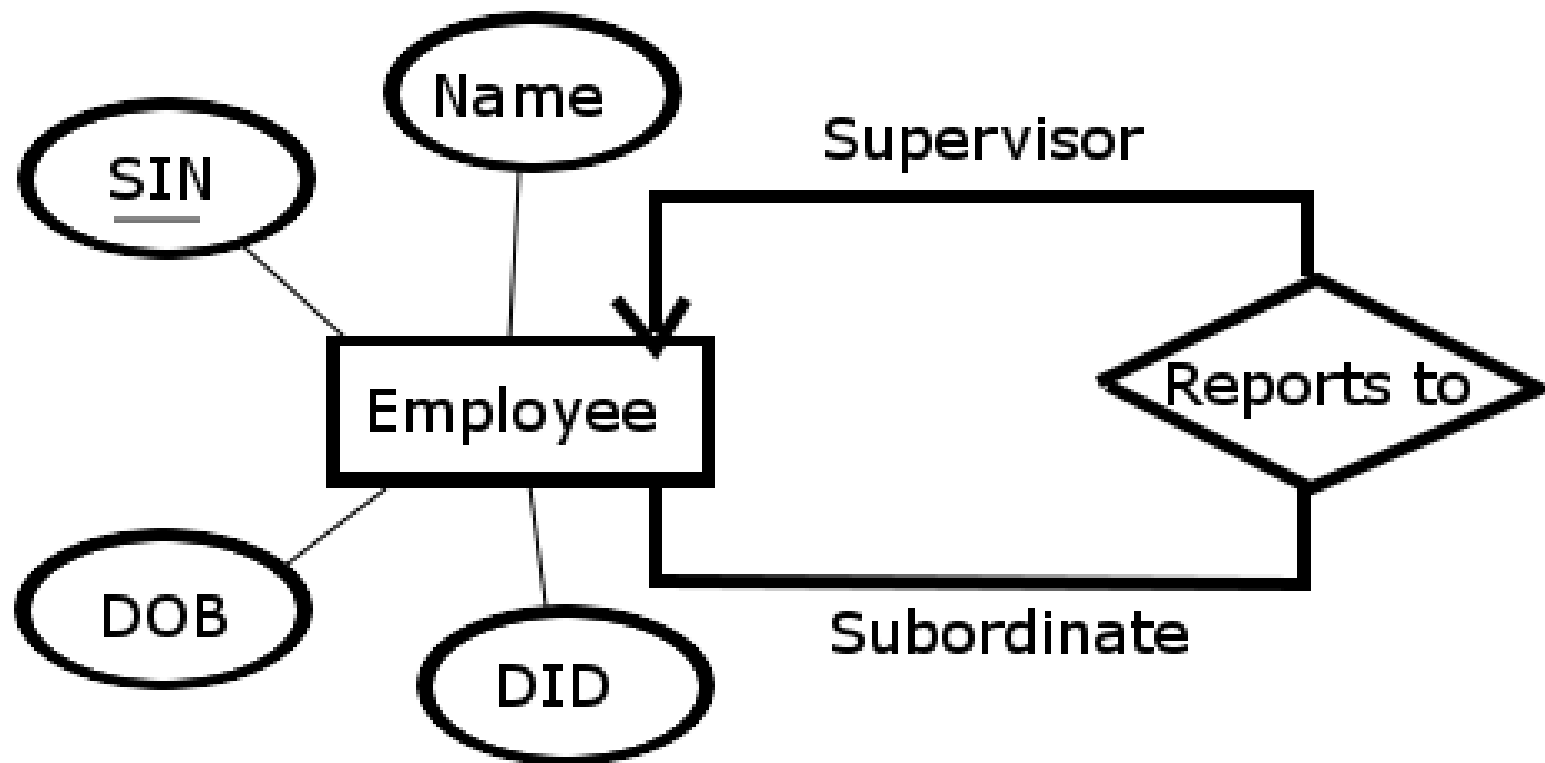 Name
SIN
Supervisor
Employee
Reports to
DOB
DID
Subordinate